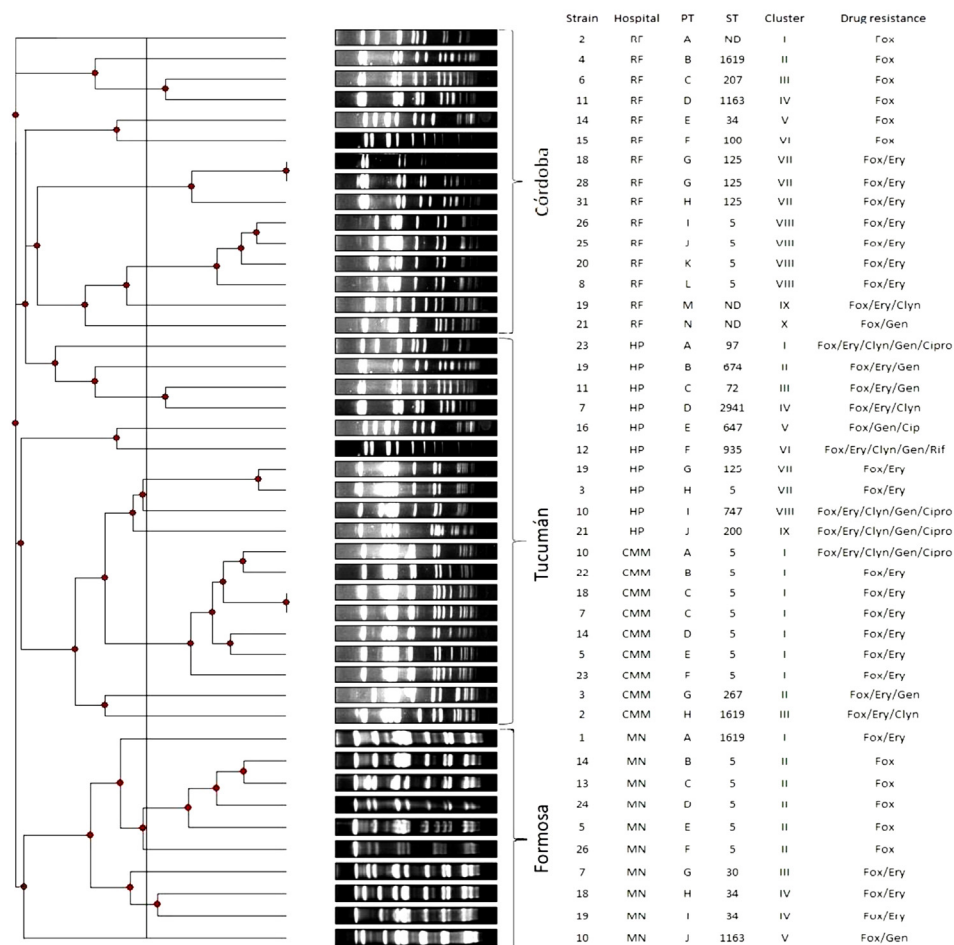 Strain Hospital PT ST Cluster Drug resistance
2 RF A ND I Fox
4 RF B 1619 II Fox
6 RF C 207 III Fox
11 RF D 1163 IV Fox
14 RF E 34 V Fox
15 RF F 100 VI Fox
18 RF G 125 VII Fox/Ery
28 RF G 125 VII Fox/Ery
31 RF H 125 VII Fox/Ery
26 RF I 5 VIII Fox/Ery
25 RF J 5 VIII Fox/Ery
20 RF K 5 VIII Fox/Ery
8 RF L 5 VIII Fox/Ery
19 RF M ND IX Fox/Ery/Clyn
21 RF N ND X Fox/Gen
Córdoba
23 HP A 97 I Fox/Ery/Clyn/Gen/Cipro
19 HP B 674 II Fox/Ery/Gen
11 HP C 72 III Fox/Ery/Gen
7 HP D 2941 IV Fox/Ery/Clyn
16 HP E 647 V Fox/Gen/Cip
12 HP F 935 VI Fox/Ery/Clyn/Gen/Rif
19 HP G 125 VII Fox/Ery
3 HP H 5 VII Fox/Ery
10 HP I 747 VIII Fox/Ery/Clyn/Gen/Cipro
21 HP J 200 IX Fox/Ery/Clyn/Gen/Cipro
10 CMM A 5 I Fox/Ery/Clyn/Gen/Cipro
22 CMM B 5 I Fox/Ery
18 CMM C 5 I Fox/Ery
7 CMM C 5 I Fox/Ery
14 CMM D 5 I Fox/Ery
5 CMM E 5 I Fox/Ery
23 CMM F 5 I Fox/Ery
3 CMM G 267 II Fox/Ery/Gen
2 CMM H 1619 III Fox/Ery/Clyn
Tucumán
1 MN A 1619 I Fox/Ery
14 MN B 5 II Fox
13 MN C 5 II Fox
24 MN D 5 II Fox
5 MN E 5 II Fox
26 MN F 5 II Fox
7 MN G 30 III Fox/Ery
18 MN H 34 IV Fox/Ery
19 MN I 34 IV Fox/Ery
10 MN J 1163 V Fox/Gen
Formosa